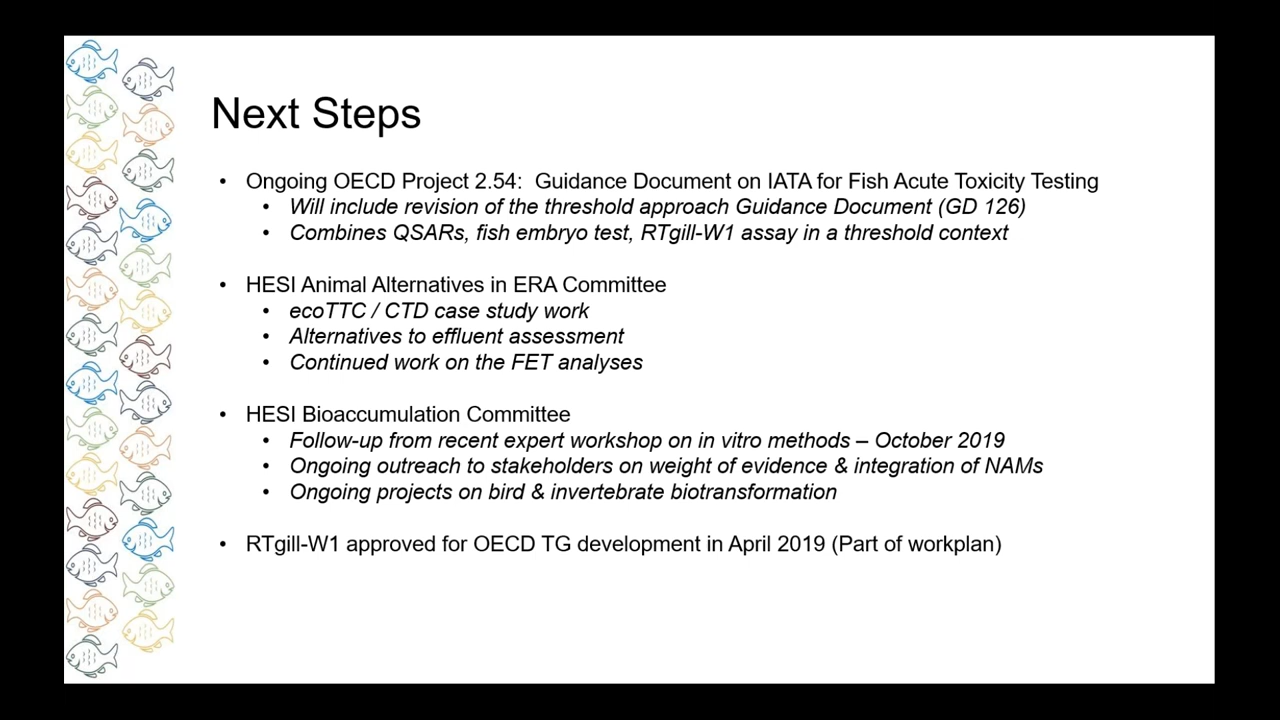 Next Steps
• Ongoing OECD Project 2.54:  Guidance Document on IATA for Fish Acute Toxicity Testing
• Will include revision of the threshold approach Guidance Document (GD 126)
• Combines QSARs, fish embryo test, RTgill-W1 assay in a threshold context
• HESI Animal Alternatives in ERA Committee
• ecoTTC / CTD case study work
• Alternatives to effluent assessment
• Continued work on the FET analyses
• HESI Bioaccumulation Committee
• Follow-up from recent expert workshop on in vitro methods – October 2019
• Ongoing outreach to stakeholders on weight of evidence & integration of NAMs
• Ongoing projects on bird & invertebrate biotransformation
• RTgill-W1 approved for OECD TG development in April 2019 (Part of workplan)